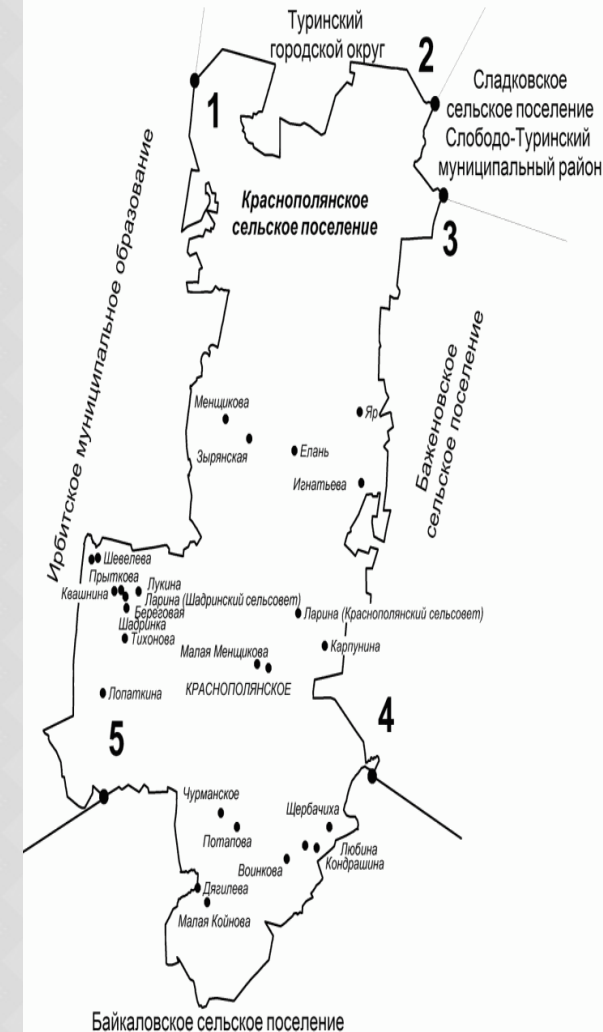 Туринский
городской округ
2
Сладковское
сельское поселение
Слободо-Туринский
муниципальный район
1
Краснополянское
сельское поселение
3
Ирбитское муниципальное образование
Баженовское
сельское поселение
Менщикова
Яр
Зырянская
Елань
Игнатьева
Шевелева
Прыткова
Лукина
Квашнина
Ларина (Шадринский сельсовет)
Береговая
Шадринка
Тихонова
Ларина (Краснополянский сельсовет)
Карпунина
Малая Менщикова
КРАСНОПОЛЯНСКОЕ
Лопаткина
4
5
Чурманское
Щербачиха
Потапова
Любина
Кондрашина
Воинкова
Дягилева
Малая Койнова
Байкаловское сельское поселение